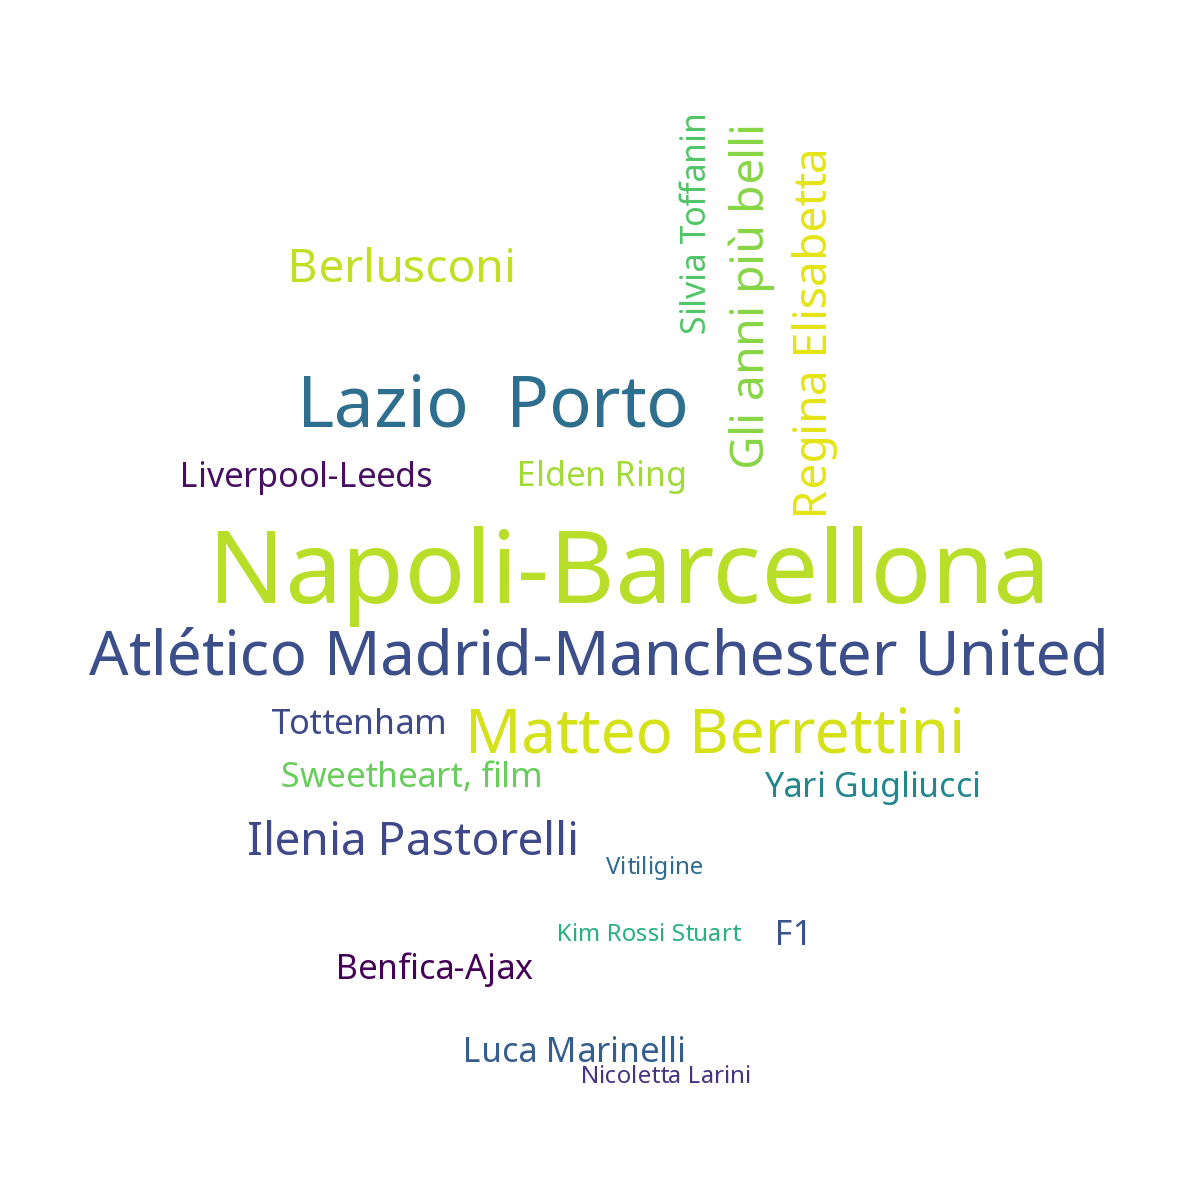 Silvia Toffanin
Gli anni più belli
Regina Elisabetta
Berlusconi
Lazio Porto
Liverpool-Leeds
Elden Ring
Napoli-Barcellona
Atlético Madrid-Manchester United
Tottenham
Matteo Berrettini
Sweetheart, film
Yari Gugliucci
Ilenia Pastorelli
Vitiligine
Kim Rossi Stuart
F1
Benfica-Ajax
Luca Marinelli
Nicoletta Larini